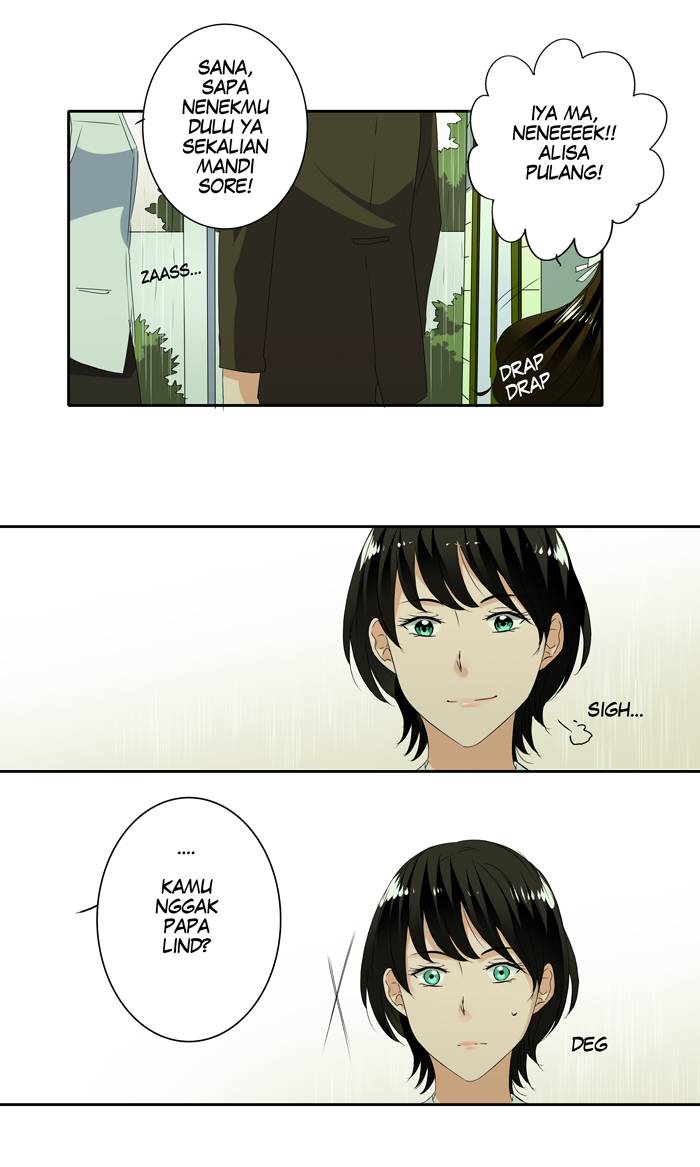 SANA,
SAPA
NENEKMU
DULU YA
SEKALIAN
MANDI
SORE!
IYA MA,
NENEEEEK!!
ALISA
PULANG!
ZAASS...
DRAP
DRAP
SIGH...
....
KAMU
NGGAK
PAPA
LIND?
DEG